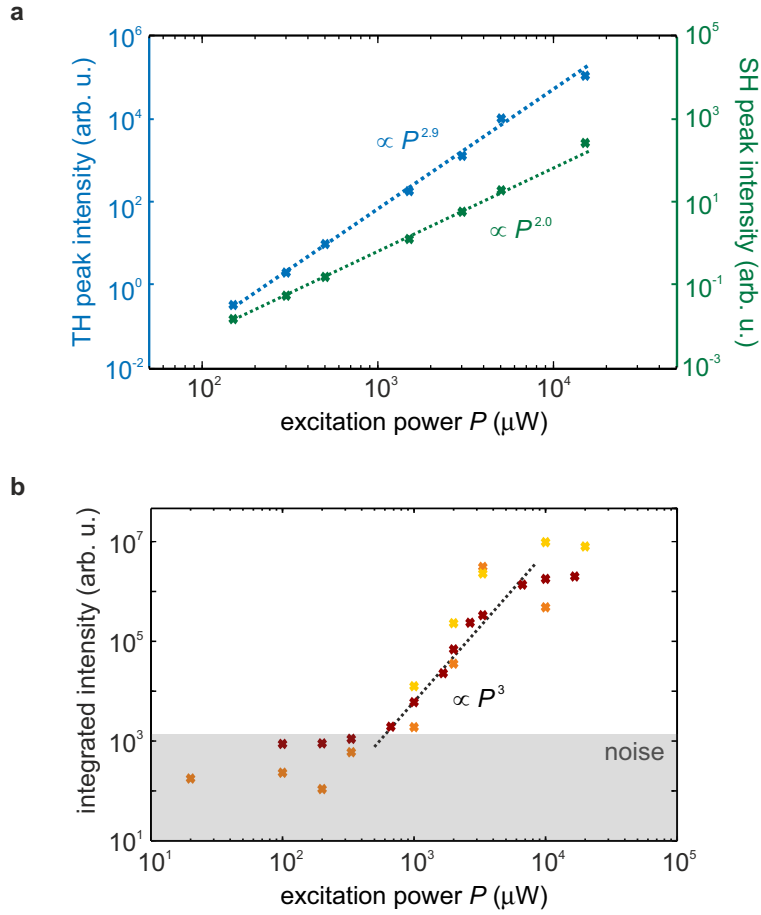 a
10^6
10^4
10^2
10^0
10^-2
TH peak intensity (arb. u.)
∝ P^2.9
∝ P^2.0
10^5
10^3
10^1
10^-1
10^-3
SH peak intensity (arb. u.)
10^2
10^3
10^4
excitation power P (μW)
b
10^7
10^5
10^3
10^1
integrated intensity (arb. u.)
∝ P^3
noise
10^1
10^2
10^3
10^4
10^5
excitation power P (μW)